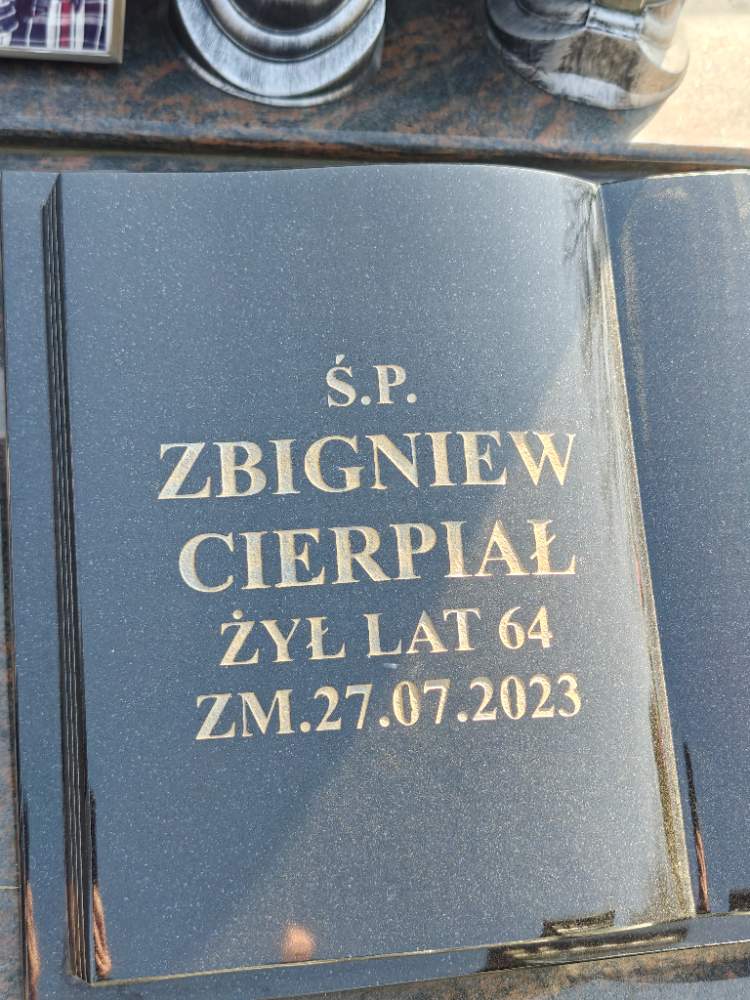 Ś.P.
ZBIGNIEW
CIERPIAŁ
ŻYŁ LAT 64
ZM.27.07.2023